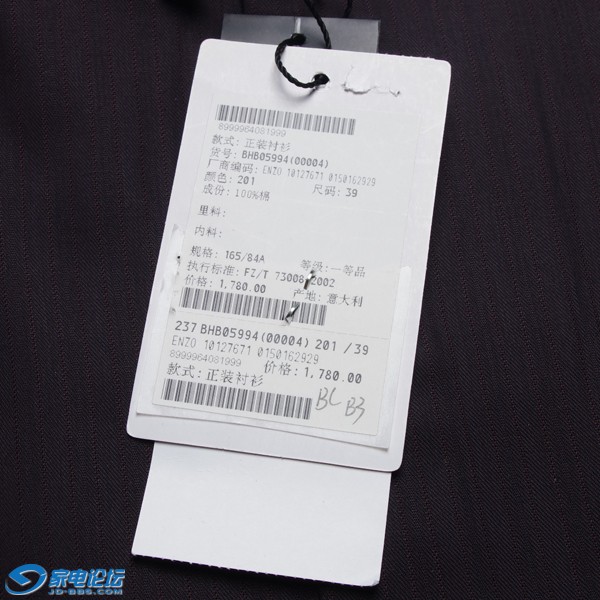 8999964081999
款式: 正装衬衫
货号: BHB05994(00004)
厂商编码: ENZO 10127671 0150162929
颜色: 201 尺码: 39
成份: 100%棉
里料:
内料:
规格: 165/84A 等级:一等品
执行标准: FZ/T 73008-2002
价格: 1,780.00 产地: 意大利
237 BHB05994(00004) 201 /39
ENZO 10127671 0150162929
8999964081999 价格: 1,780.00
款式: 正装衬衫
BC B3
家电论坛
JD-BBS.COM